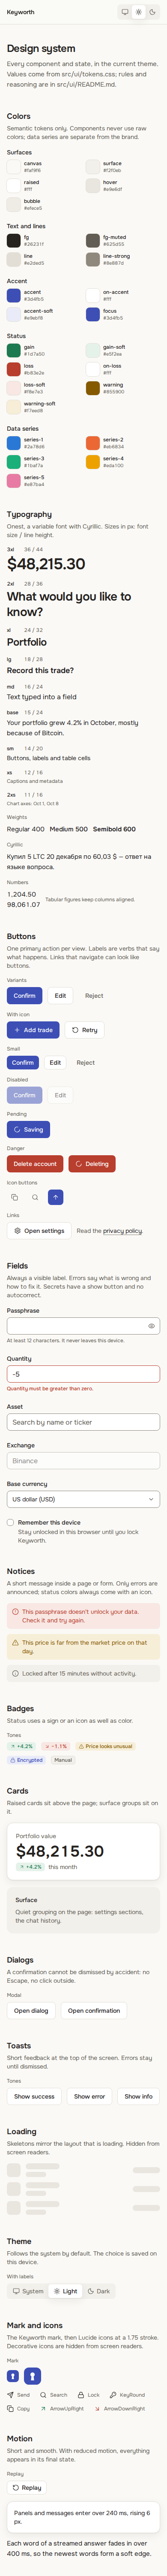 Keyworth
Design system
Every component and state, in the current theme.
Values come from src/ui/tokens.css; rules and
reasoning are in src/ui/README.md.
Colors
Semantic tokens only. Components never use raw
colors; data series are separate from the brand.
Surfaces
canvas
surface
raised
#fff
hover
bubble
Text and lines
fg
fg-muted
line
line-strong
Accent
accent
#3d4fb5
on-accent
#fff
accent-soft
focus
#3d4fb5
Status
gain
#1d7a50
gain-soft
loss
on-loss
#fff
loss-soft
warning
#855900
warning-soft
Data series
series-1
#2a78d6
series-2
#eb6834
series-3
#1baf7a
series-4
#eda100
series-5
#e87ba4
Typography
Onest, a variable font with Cyrillic. Sizes in px: font
size / line height.
3xl 36 / 44
$48,215.30
2xl 28 / 36
What would you like to
know?
xl 24 / 32
Portfolio
lg 18 / 28
Record this trade?
md 16 / 24
Text typed into a field
base 15 / 24
Your portfolio grew 4.2% in October, mostly
because of Bitcoin.
sm 14 / 20
Buttons, labels and table cells
xs 12 / 16
Captions and metadata
2xs 11 / 16
Chart axes: Oct 1, Oct 8
Weights
Regular 400 Medium 500 Semibold 600
Cyrillic
Купил 5 LTC 20 декабря по 60,03 $ — ответ на
языке вопроса.
Numbers
1,204.50
98,061.07
Tabular figures keep columns aligned.
Buttons
One primary action per view. Labels are verbs that say
what happens. Links that navigate can look like
buttons.
Variants
Confirm Edit Reject
With icon
Add trade Retry
Small
Confirm Edit Reject
Disabled
Confirm Edit
Pending
Saving
Danger
Delete account Deleting
Icon buttons
Links
Open settings Read the privacy policy.
Fields
Always a visible label. Errors say what is wrong and
how to fix it. Secrets have a show button and no
autocorrect.
Passphrase
At least 12 characters. It never leaves this device.
Quantity
-5
Quantity must be greater than zero.
Asset
Search by name or ticker
Exchange
Binance
Base currency
US dollar (USD)
Remember this device
Stay unlocked in this browser until you lock
Keyworth.
Notices
A short message inside a page or form. Only errors are
announced; status colors always come with an icon.
This passphrase doesn't unlock your data.
Check it and try again.
This price is far from the market price on that
day.
Locked after 15 minutes without activity.
Badges
Status uses a sign or an icon as well as color.
Tones
+4.2% −1.1% Price looks unusual
Encrypted Manual
Cards
Raised cards sit above the page; surface groups sit on
it.
Portfolio value
$48,215.30
+4.2% this month
Surface
Quiet grouping on the page: settings sections,
the chat history.
Dialogs
A confirmation cannot be dismissed by accident: no
Escape, no click outside.
Modal
Open dialog Open confirmation
Toasts
Short feedback at the top of the screen. Errors stay
until dismissed.
Tones
Show success Show error Show info
Loading
Skeletons mirror the layout that is loading. Hidden from
screen readers.
Theme
Follows the system by default. The choice is saved on
this device.
With labels
System Light Dark
Mark and icons
The Keyworth mark, then Lucide icons at a 1.75 stroke.
Decorative icons are hidden from screen readers.
Mark
Send Search Lock KeyRound
Copy ArrowUpRight ArrowDownRight
Motion
Short and smooth. With reduced motion, everything
appears in its final state.
Replay
Replay
Panels and messages enter over 240 ms, rising 6
px.
Each word of a streamed answer fades in over
400 ms, so the newest words form a soft edge.